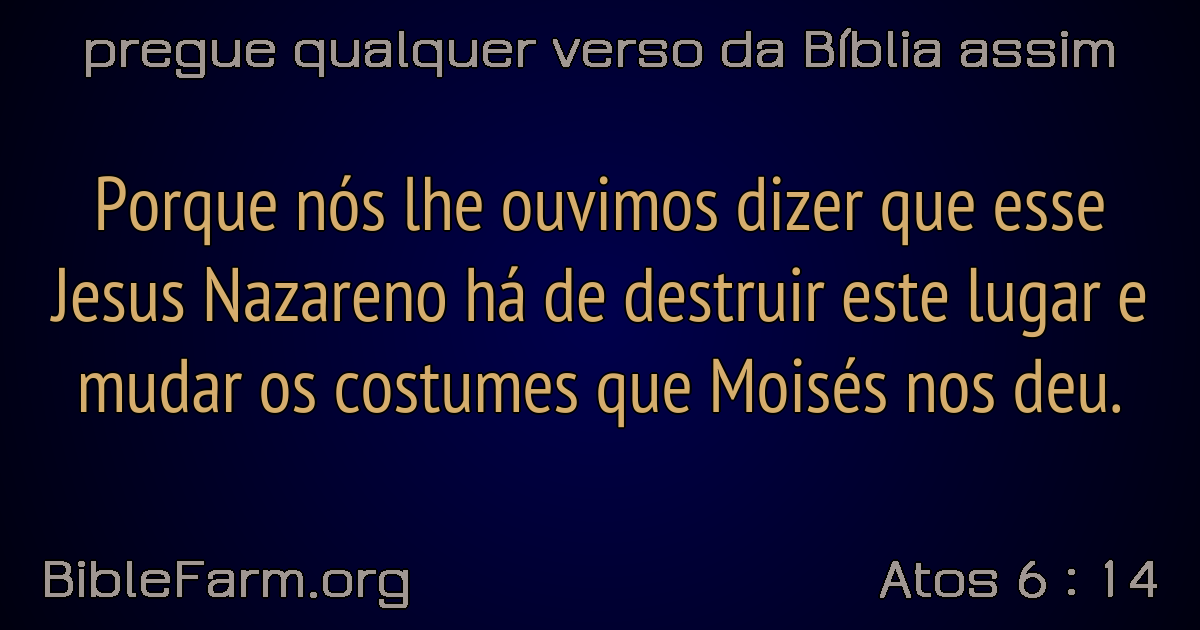 pregue qualquer verso da Bíblia assim
Porque nós lhe ouvimos dizer que esse
Jesus Nazareno há de destruir este lugar e
mudar os costumes que Moisés nos deu.
BibleFarm.org
Atos 6 : 14